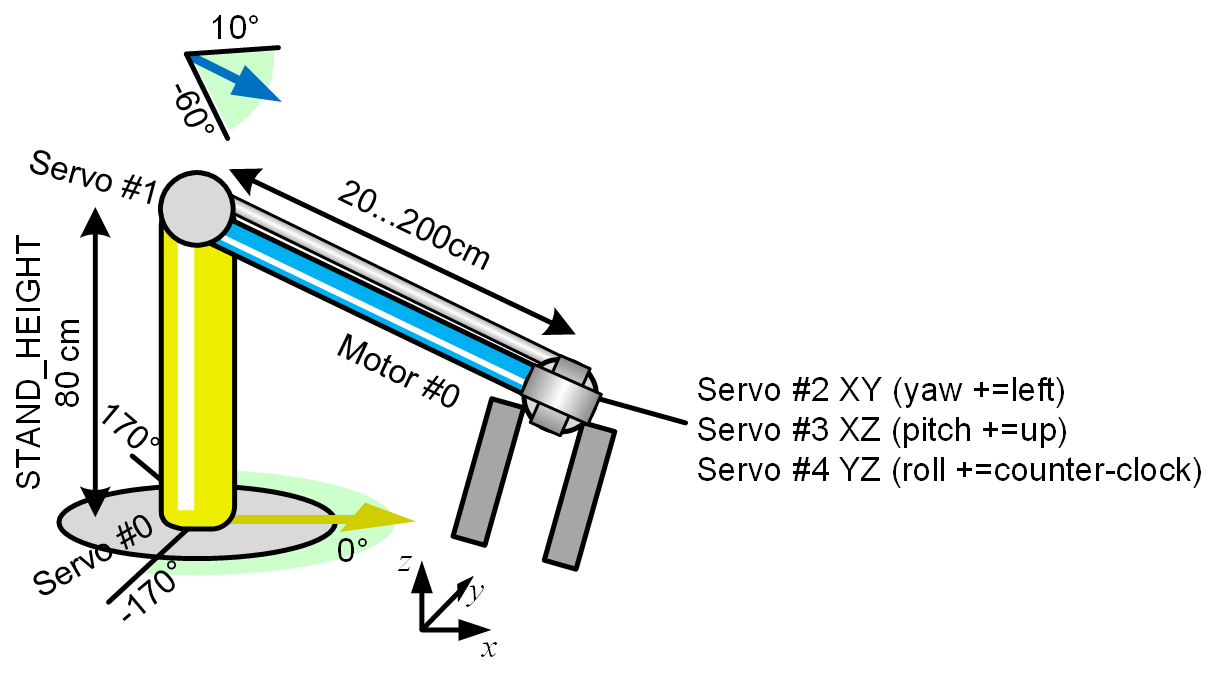 10°
-60°
Servo #1
20...200cm
STAND_HEIGHT
80 cm
Motor #0
Servo #2 XY (yaw +=left)
Servo #3 XZ (pitch +=up)
Servo #4 YZ (roll +=counter-clock)
170°
Servo #0
-170°
0°
z
y
x